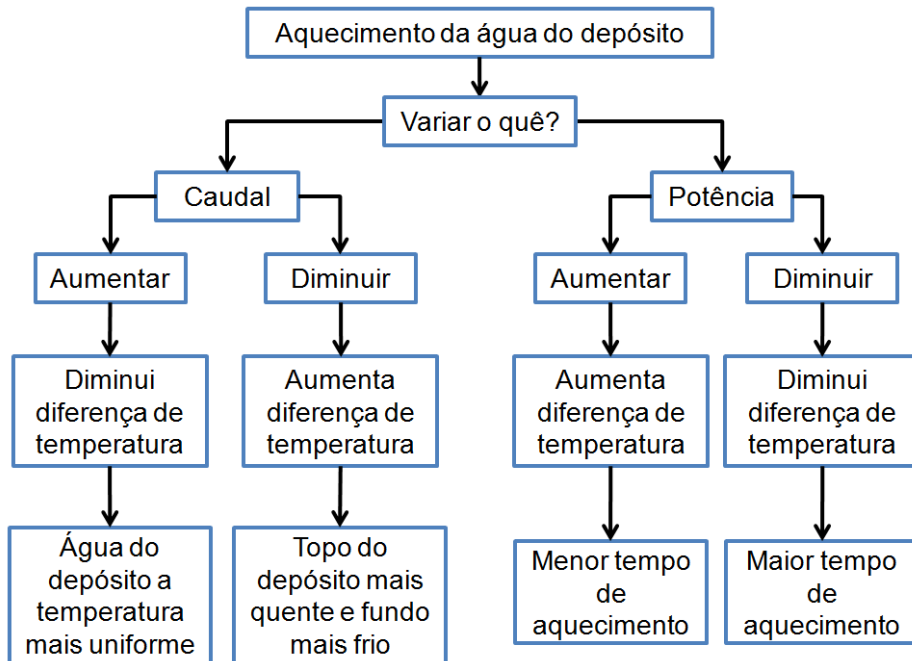 Aquecimento da água do depósito
Variar o quê?
Caudal
Potência
Aumentar
Diminuir
Aumentar
Diminuir
Diminui
diferença de
temperatura
Aumenta
diferença de
temperatura
Aumenta
diferença de
temperatura
Diminui
diferença de
temperatura
Água do
depósito a
temperatura
mais uniforme
Topo do
depósito mais
quente e fundo
mais frio
Menor tempo
de
aquecimento
Maior tempo
de
aquecimento